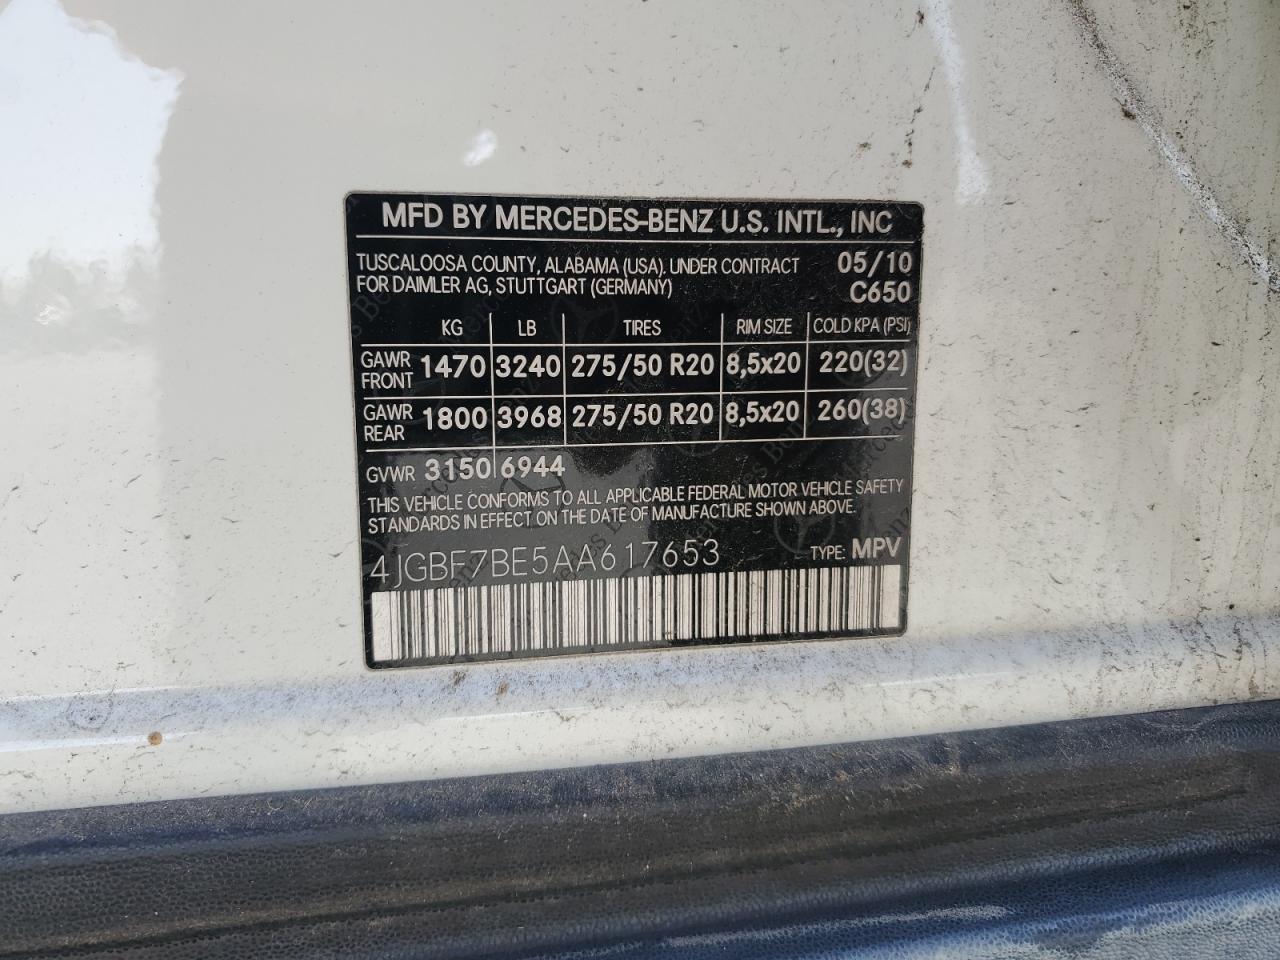 MFD BY MERCEDES-BENZ U.S. INTL., INC
TUSCALOOSA COUNTY, ALABAMA (USA). UNDER CONTRACT 05/10
FOR DAIMLER AG, STUTTGART (GERMANY) C650
KG LB TIRES RIM SIZE COLD KPA (PSI)
GAWR FRONT 1470 3240 275/50 R20 8,5x20 220(32)
GAWR REAR 1800 3968 275/50 R20 8,5x20 260(38)
GVWR 3150 6944
THIS VEHICLE CONFORMS TO ALL APPLICABLE FEDERAL MOTOR VEHICLE SAFETY
STANDARDS IN EFFECT ON THE DATE OF MANUFACTURE SHOWN ABOVE.
4JGBF7BE5AA617653 TYPE: MPV